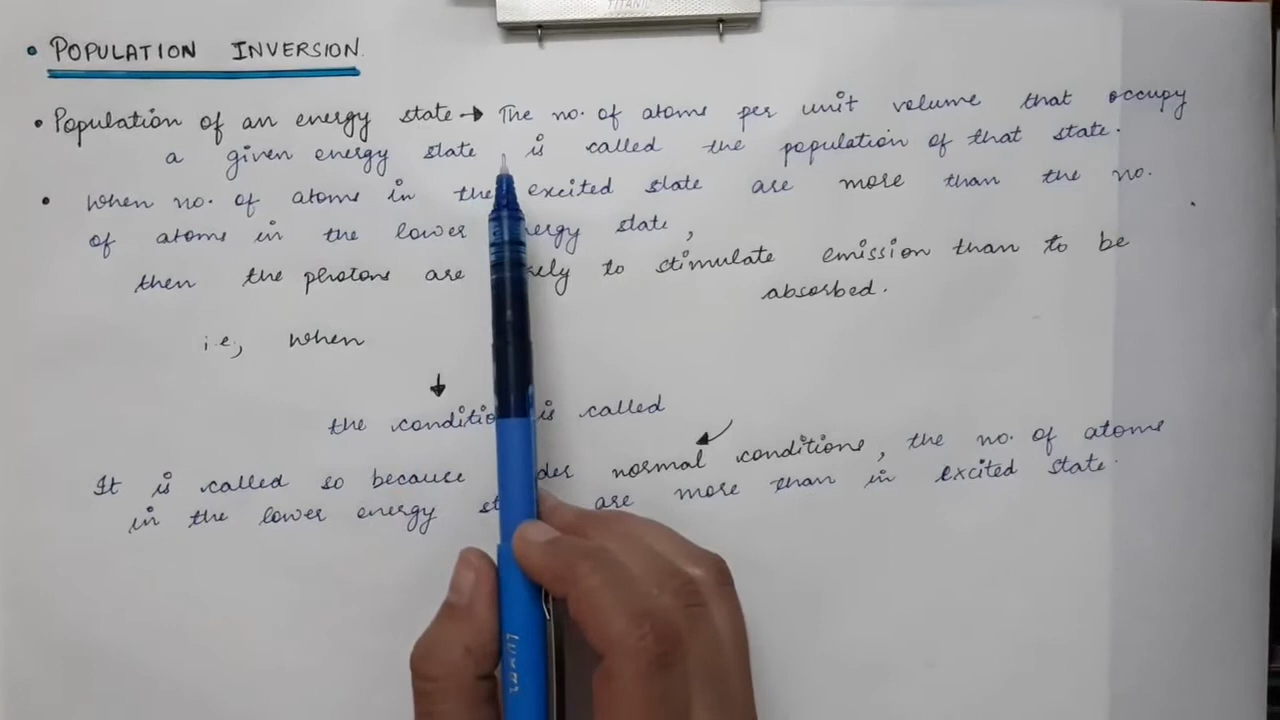 TITANIC
• POPULATION INVERSION
• Population of an energy state → The no. of atoms per unit volume that occupy
a given energy state is called the population of that state.
• When no. of atoms in the excited state are more than the no.
of atoms in the lower state,
then the photons are to stimulate emission than to be
absorbed.
i.e, when
↓
the is called
It is called so because normal conditions, the no. of atoms
in the lower energy are more than in excited state.
Luxor